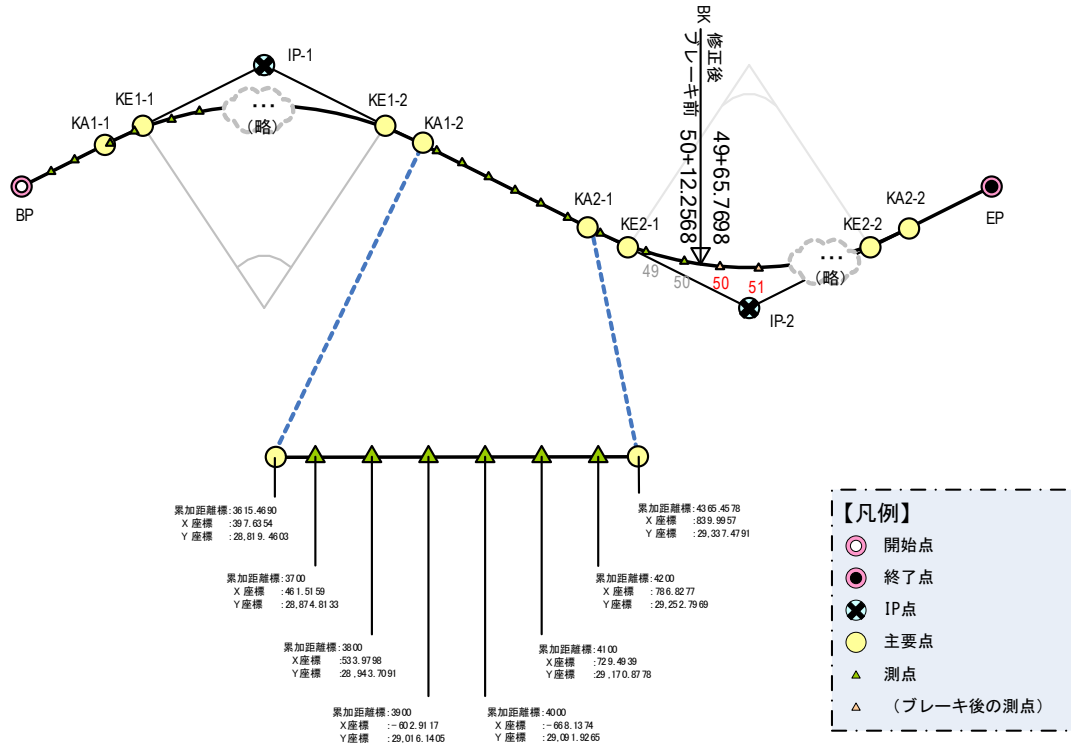 IP-1
KE1-1
KA1-1
BP
…
(略)
KE1-2
KA1-2
BK
修正後 49+65.7698
ブレーキ前 50+12.2568
KA2-1
KE2-1
49
50
50
51
…
(略)
IP-2
KE2-2
KA2-2
EP
累加距離標:3615.4690
X座標 :397.6354
Y座標 :28,819.4603
累加距離標:3700
X座標 :461.5159
Y座標 :28,874.8133
累加距離標:3800
X座標 :533.9798
Y座標 :28,943.7091
累加距離標:3900
X座標 :-602.9117
Y座標 :29,016.1405
累加距離標:4000
X座標 :-668.1374
Y座標 :29,091.9265
累加距離標:4100
X座標 :729.4939
Y座標 :29,170.8778
累加距離標:4200
X座標 :786.8277
Y座標 :29,252.7969
累加距離標:4365.4578
X座標 :839.9957
Y座標 :29,337.4791
【凡例】
開始点
終了点
IP点
主要点
測点
(ブレーキ後の測点)